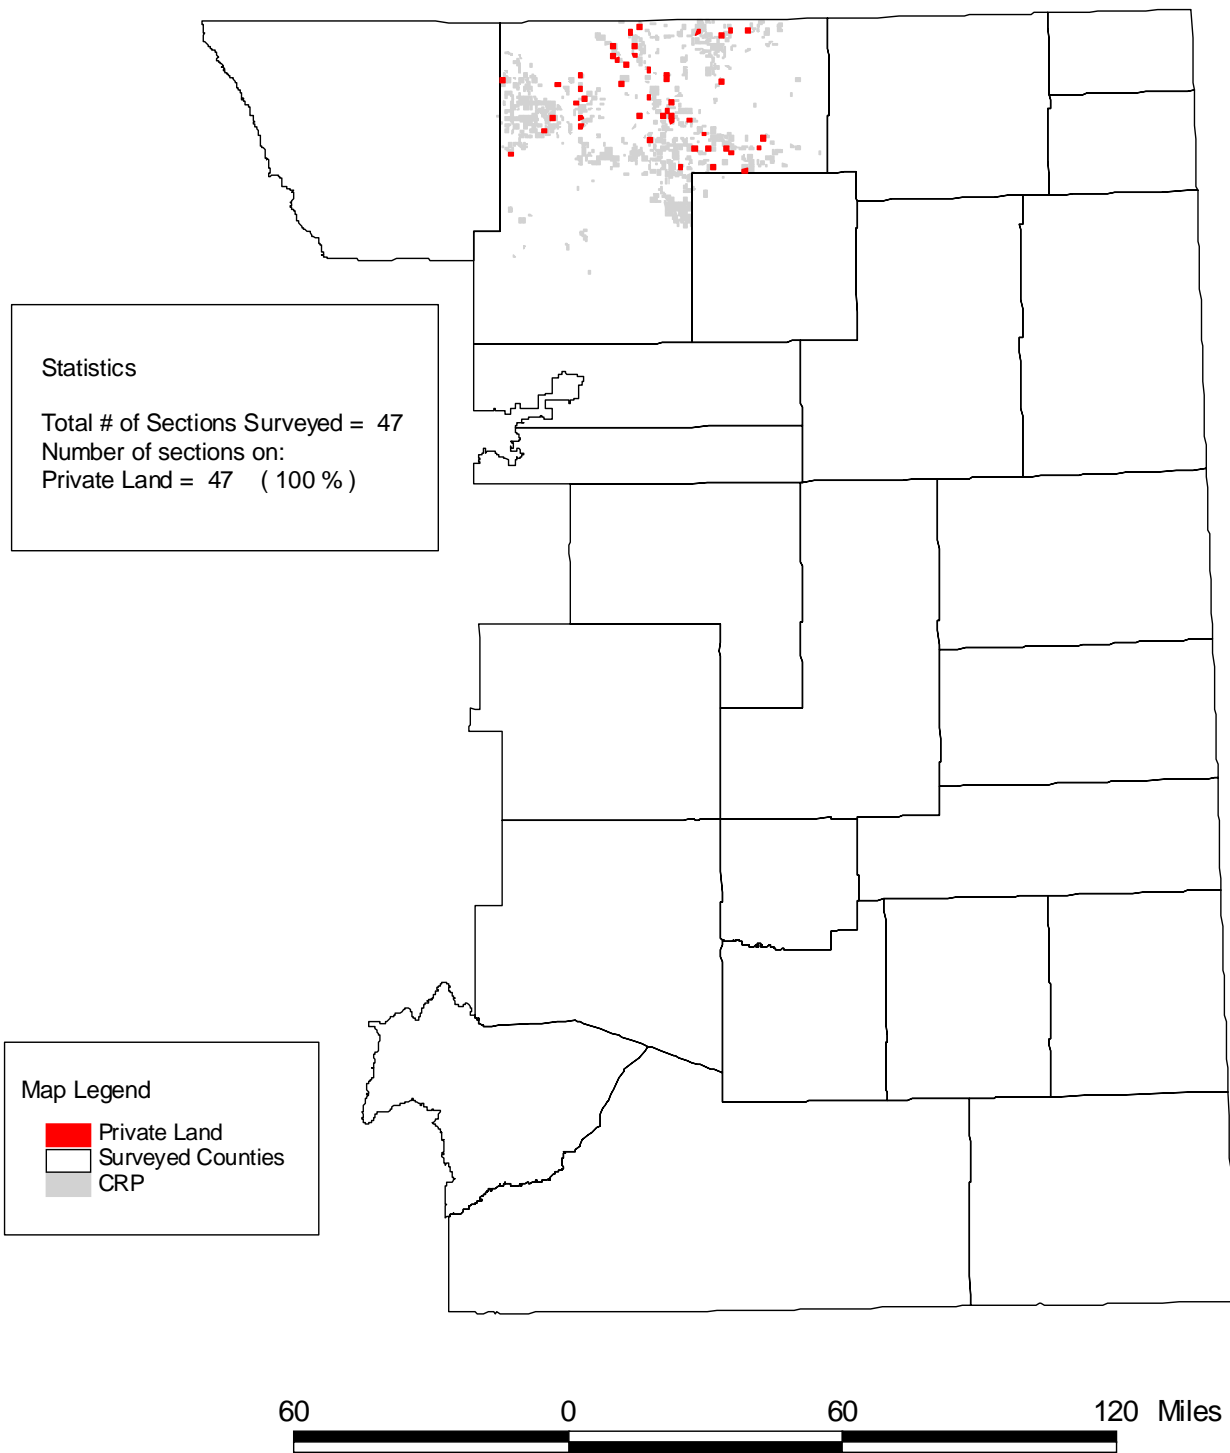 Statistics
Total # of Sections Surveyed = 47
Number of sections on:
Private Land = 47 ( 100 % )
Map Legend
Private Land
Surveyed Counties
CRP
60 0 60 120 Miles